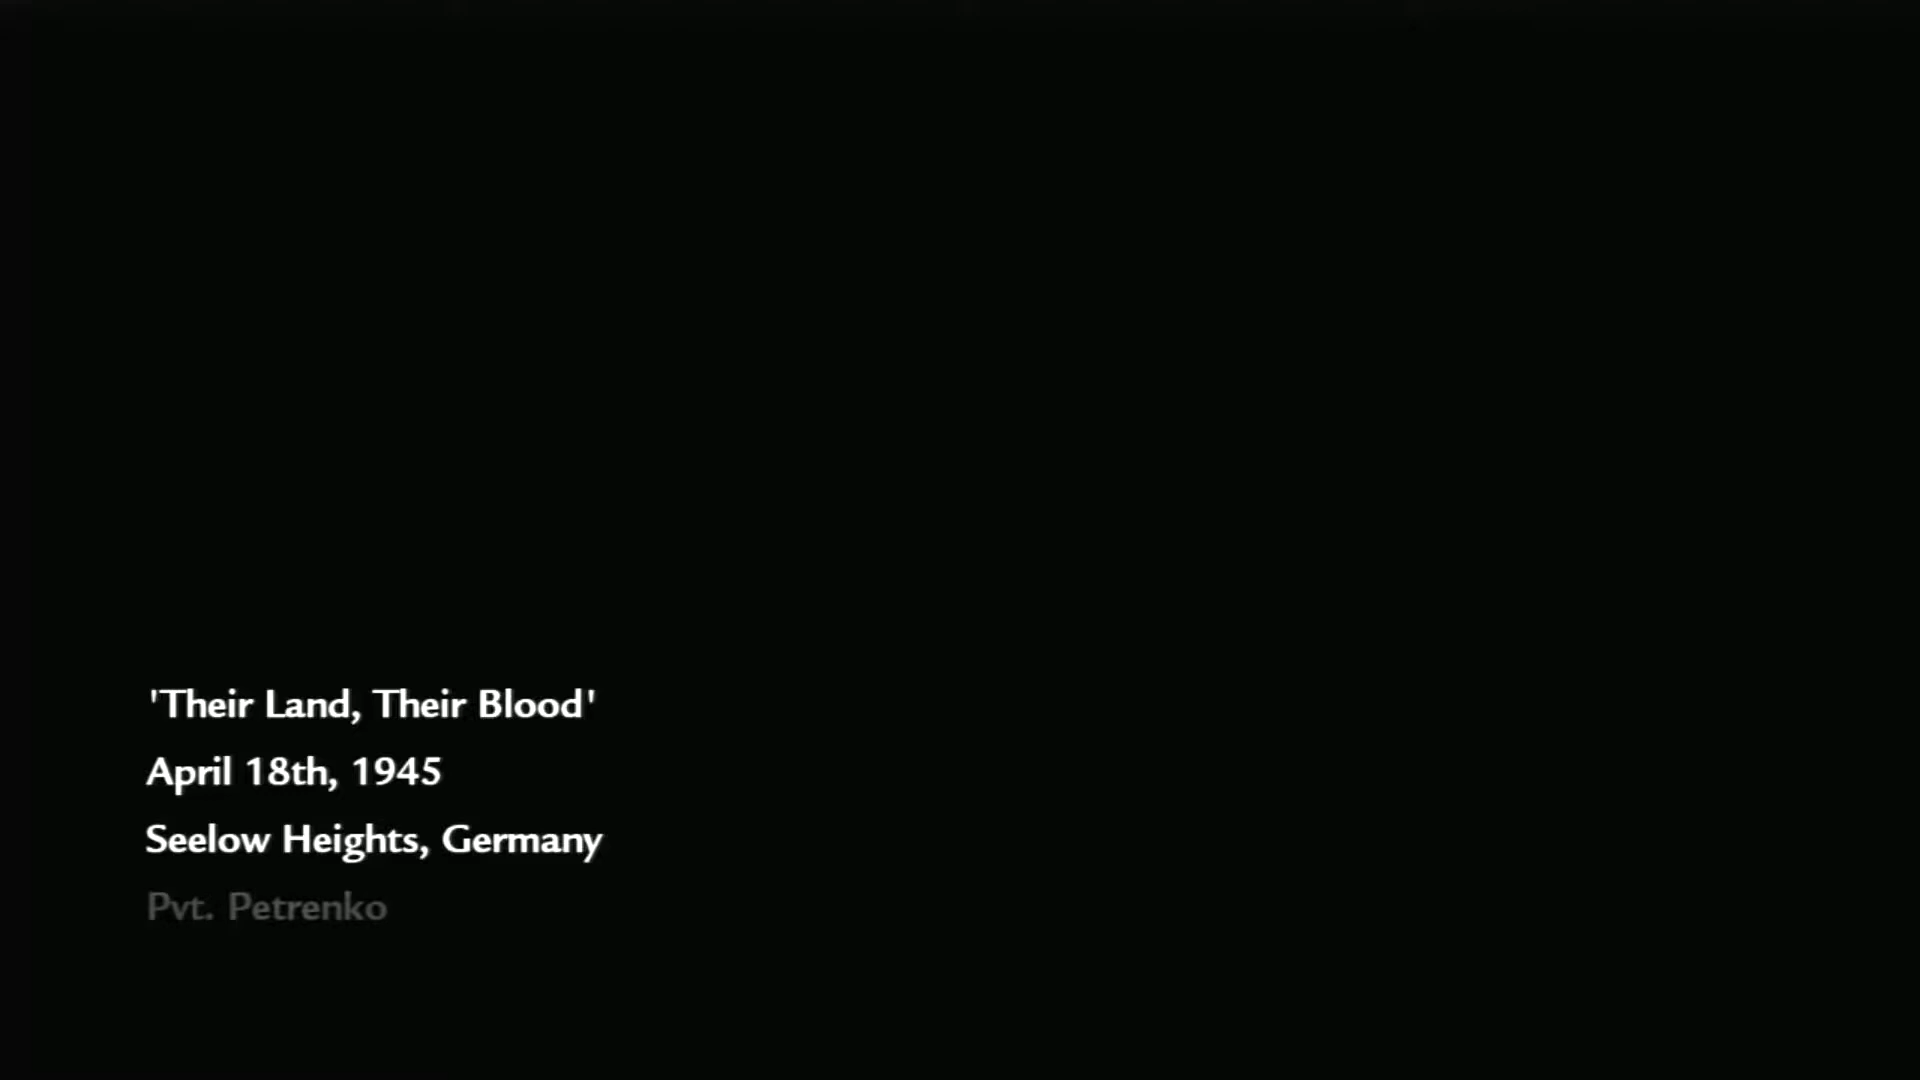 'Their Land, Their Blood'
April 18th, 1945
Seelow Heights, Germany
Pvt. Petrenko